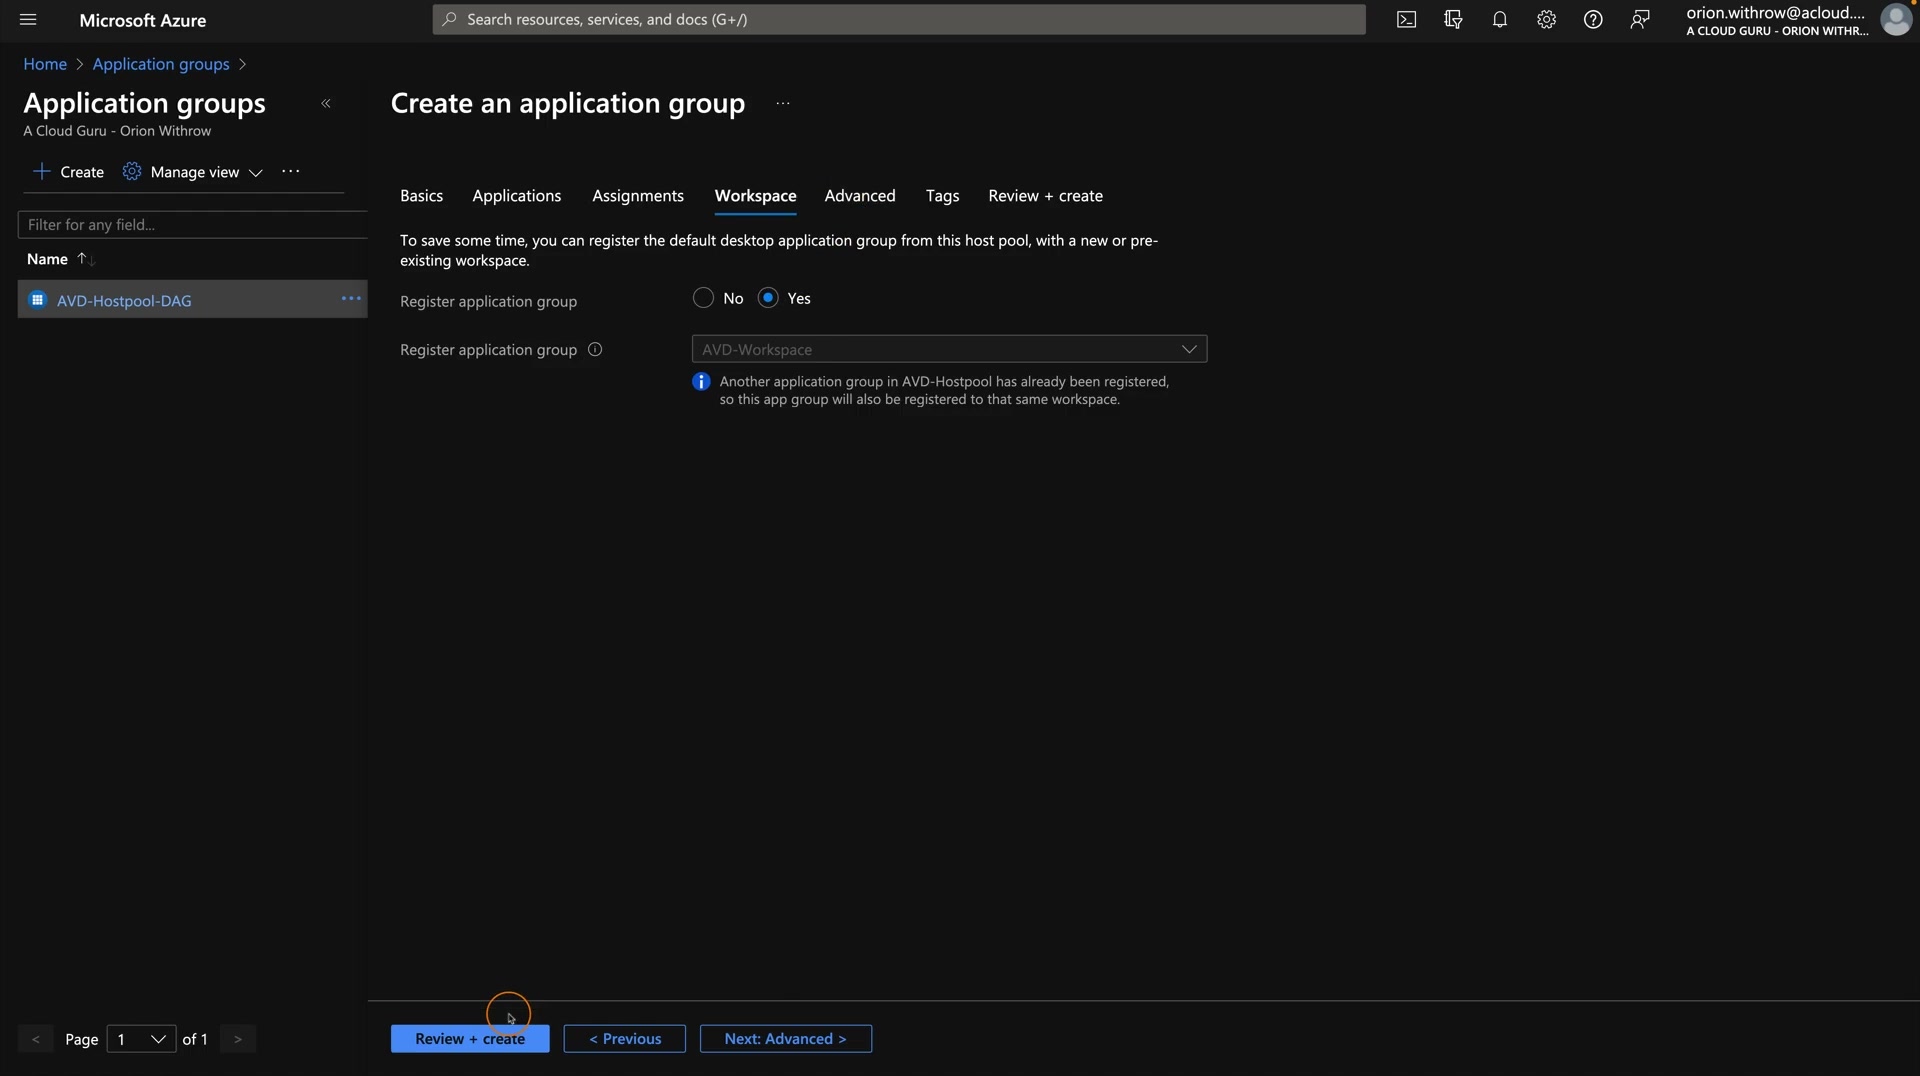 Microsoft Azure
Search resources, services, and docs (G+/)
orion.withrow@acloud....
A CLOUD GURU - ORION WITHR...
Home > Application groups >
Application groups
«
A Cloud Guru - Orion Withrow
Create
Manage view
...
Filter for any field...
Name ↑↓
AVD-Hostpool-DAG
...
< Page 1 of 1 >
Create an application group
...
Basics
Applications
Assignments
Workspace
Advanced
Tags
Review + create
To save some time, you can register the default desktop application group from this host pool, with a new or pre-
existing workspace.
Register application group
No
Yes
Register application group
AVD-Workspace
Another application group in AVD-Hostpool has already been registered,
so this app group will also be registered to that same workspace.
Review + create
< Previous
Next: Advanced >